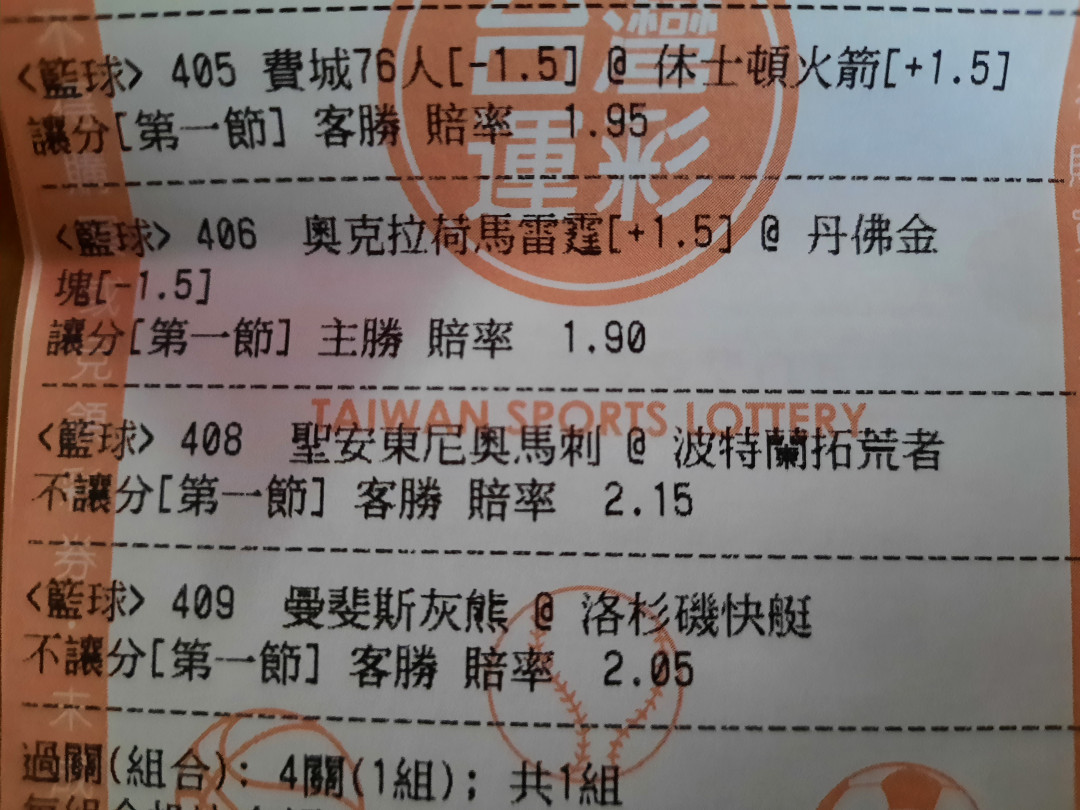 台灣
運彩
<籃球> 405 費城76人[-1.5] @ 休士頓火箭[+1.5]
讓分[第一節] 客勝 賠率 1.95
<籃球> 406 奧克拉荷馬雷霆[+1.5] @ 丹佛金
塊[-1.5]
讓分[第一節] 主勝 賠率 1.90
TAIWAN SPORTS LOTTERY
<籃球> 408 聖安東尼奧馬刺 @ 波特蘭拓荒者
不讓分[第一節] 客勝 賠率 2.15
<籃球> 409 曼斐斯灰熊 @ 洛杉磯快艇
不讓分[第一節] 客勝 賠率 2.05
過關(組合): 4關(1組); 共1組